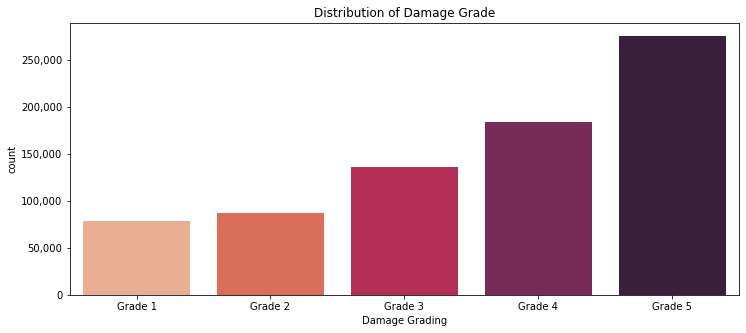 Distribution of Damage Grade
count
250,000
200,000
150,000
100,000
50,000
0
Grade 1 Grade 2 Grade 3 Grade 4 Grade 5
Damage Grading